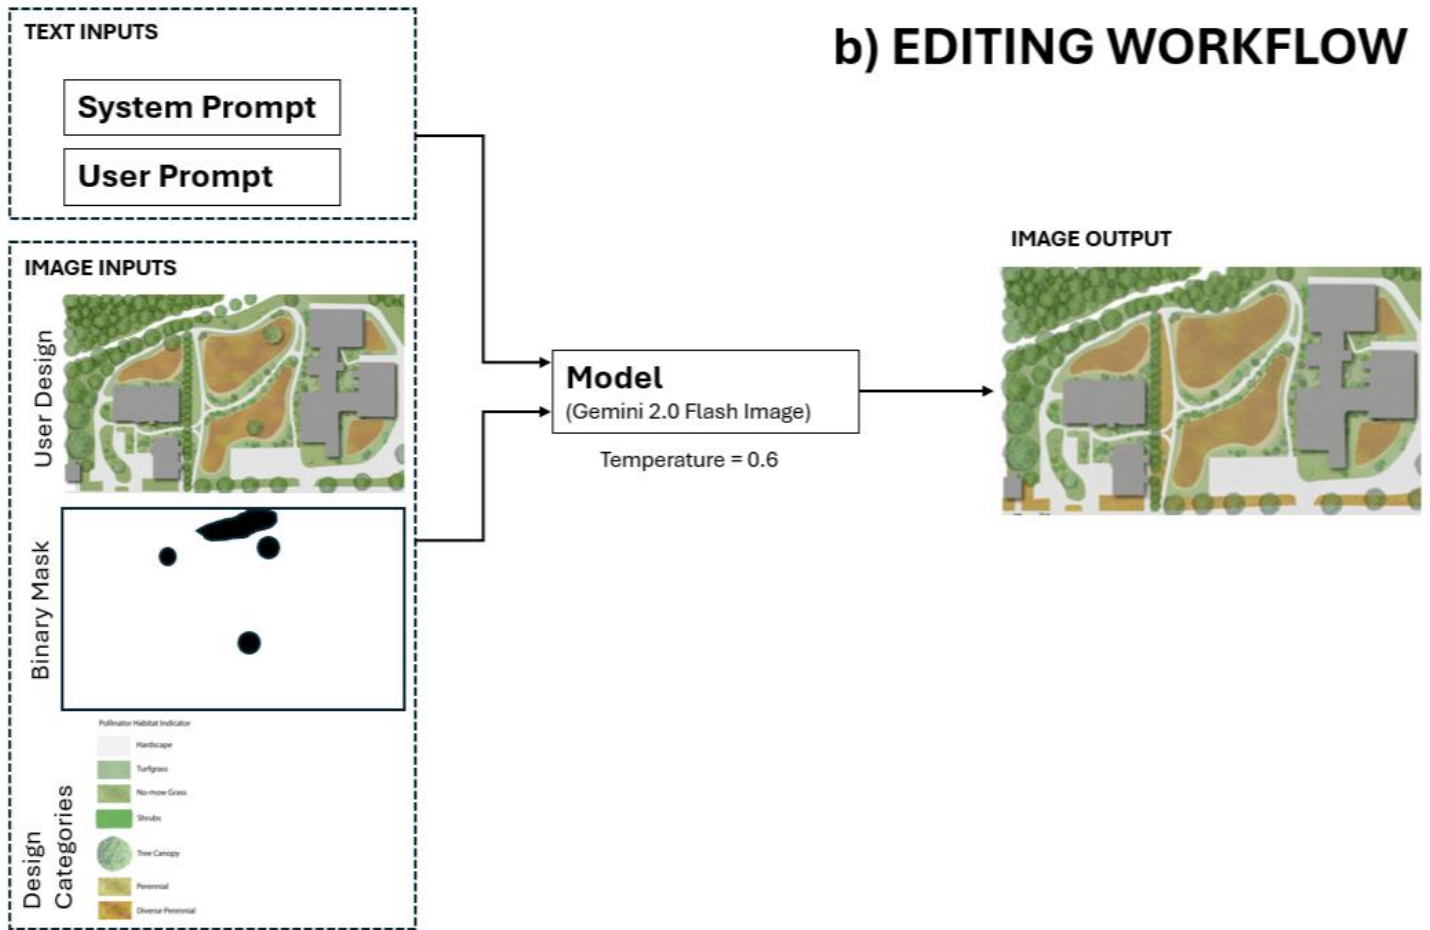 b) EDITING WORKFLOW
TEXT INPUTS
System Prompt
User Prompt
IMAGE INPUTS
User Design
Binary Mask
Design
Categories
Pollinator Habitat Indicator
Hardscape
Turfgrass
No-mow Grass
Shrubs
Tree Canopy
Perennial
Diverse Perennial
Model
(Gemini 2.0 Flash Image)
Temperature = 0.6
IMAGE OUTPUT